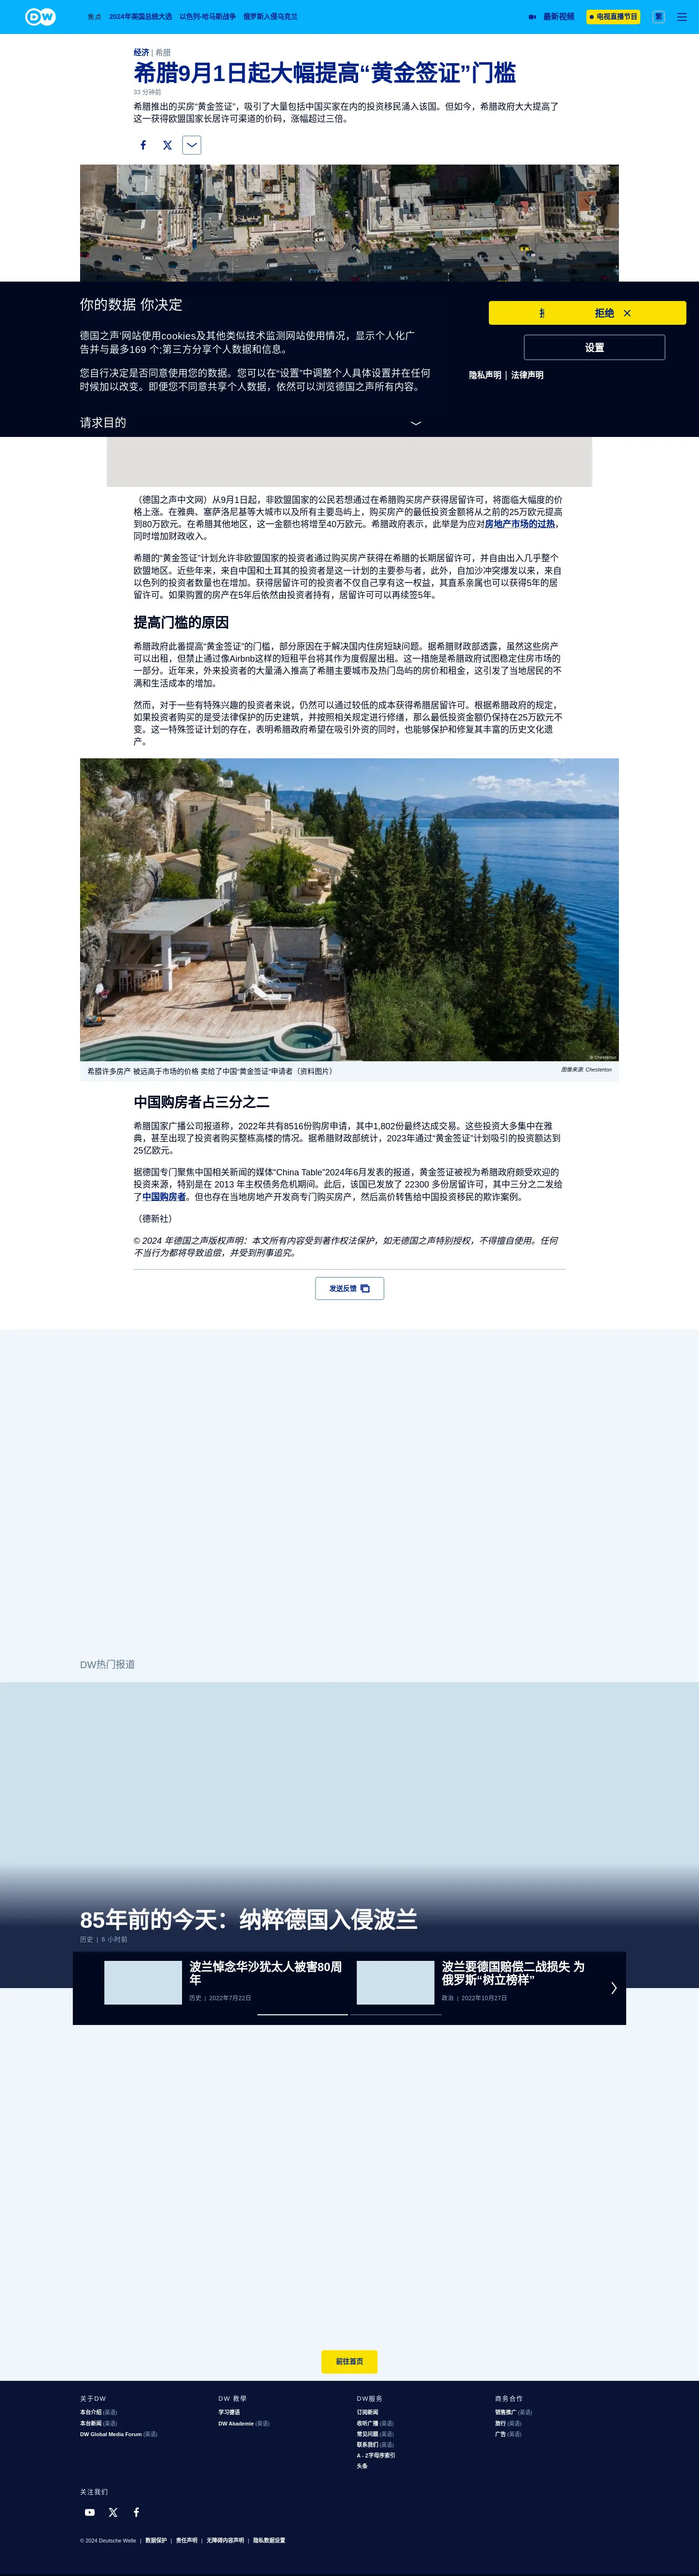 DW
焦点
2024年美国总统大选
以色列-哈马斯战争
俄罗斯入侵乌克兰
最新视频
电视直播节目
繁
经济 | 希腊
希腊9月1日起大幅提高“黄金签证”门槛
33 分钟前
希腊推出的买房“黄金签证”，吸引了大量包括中国买家在内的投资移民涌入该国。但如今，希腊政府大大提高了
这一获得欧盟国家长居许可渠道的价码，涨幅超过三倍。
你的数据 你决定
拒绝
德国之声'网站使用cookies及其他类似技术监测网站使用情况，显示个人化广
告并与最多169 个;第三方分享个人数据和信息。
设置
隐私声明 | 法律声明
您自行决定是否同意使用您的数据。您可以在"设置"中调整个人具体设置并在任何
时候加以改变。即便您不同意共享个人数据，依然可以浏览德国之声所有内容。
请求目的
（德国之声中文网）从9月1日起，非欧盟国家的公民若想通过在希腊购买房产获得居留许可，将面临大幅度的价
格上涨。在雅典、塞萨洛尼基等大城市以及所有主要岛屿上，购买房产的最低投资金额将从之前的25万欧元提高
到80万欧元。在希腊其他地区，这一金额也将增至40万欧元。希腊政府表示，此举是为应对房地产市场的过热，
同时增加财政收入。
希腊的“黄金签证”计划允许非欧盟国家的投资者通过购买房产获得在希腊的长期居留许可，并自由出入几乎整个
欧盟地区。近些年来，来自中国和土耳其的投资者是这一计划的主要参与者，此外，自加沙冲突爆发以来，来自
以色列的投资者数量也在增加。获得居留许可的投资者不仅自己享有这一权益，其直系亲属也可以获得5年的居
留许可。如果购置的房产在5年后依然由投资者持有，居留许可可以再续签5年。
提高门槛的原因
希腊政府此番提高“黄金签证”的门槛，部分原因在于解决国内住房短缺问题。据希腊财政部透露，虽然这些房产
可以出租，但禁止通过像Airbnb这样的短租平台将其作为度假屋出租。这一措施是希腊政府试图稳定住房市场的
一部分。近年来，外来投资者的大量涌入推高了希腊主要城市及热门岛屿的房价和租金，这引发了当地居民的不
满和生活成本的增加。
然而，对于一些有特殊兴趣的投资者来说，仍然可以通过较低的成本获得希腊居留许可。根据希腊政府的规定，
如果投资者购买的是受法律保护的历史建筑，并按照相关规定进行修缮，那么最低投资金额仍保持在25万欧元不
变。这一特殊签证计划的存在，表明希腊政府希望在吸引外资的同时，也能够保护和修复其丰富的历史文化遗
产。
© Chesterton
希腊许多房产 被远高于市场的价格 卖给了中国“黄金签证“申请者（资料图片）
图像来源: Chesterton
中国购房者占三分之二
希腊国家广播公司报道称，2022年共有8516份购房申请，其中1,802份最终达成交易。这些投资大多集中在雅
典，甚至出现了投资者购买整栋高楼的情况。据希腊财政部统计，2023年通过“黄金签证”计划吸引的投资额达到
25亿欧元。
据德国专门聚焦中国相关新闻的媒体“China Table”2024年6月发表的报道，黄金签证被视为希腊政府颇受欢迎的
投资来源，特别是在 2013 年主权债务危机期间。此后，该国已发放了 22300 多份居留许可，其中三分之二发给
了中国购房者。但也存在当地房地产开发商专门购买房产，然后高价转售给中国投资移民的欺诈案例。
（德新社）
© 2024 年德国之声版权声明：本文所有内容受到著作权法保护，如无德国之声特别授权，不得擅自使用。任何
不当行为都将导致追偿，并受到刑事追究。
发送反馈
DW热门报道
85年前的今天：纳粹德国入侵波兰
历史 | 6 小时前
波兰悼念华沙犹太人被害80周
年
历史 | 2022年7月22日
波兰要德国赔偿二战损失 为
俄罗斯“树立榜样”
政治 | 2022年10月27日
前往首页
关于DW
本台介绍 (英语)
本台新闻 (英语)
DW Global Media Forum (英语)
DW 教學
学习德语
DW Akademie (英语)
DW服务
订阅新闻
收听广播 (英语)
常见问题 (英语)
联系我们 (英语)
A - Z字母序索引
头条
商务合作
销售推广 (英语)
旅行 (英语)
广告 (英语)
关注我们
© 2024 Deutsche Welle | 数据保护 | 责任声明 | 无障碍内容声明 | 隐私数据设置